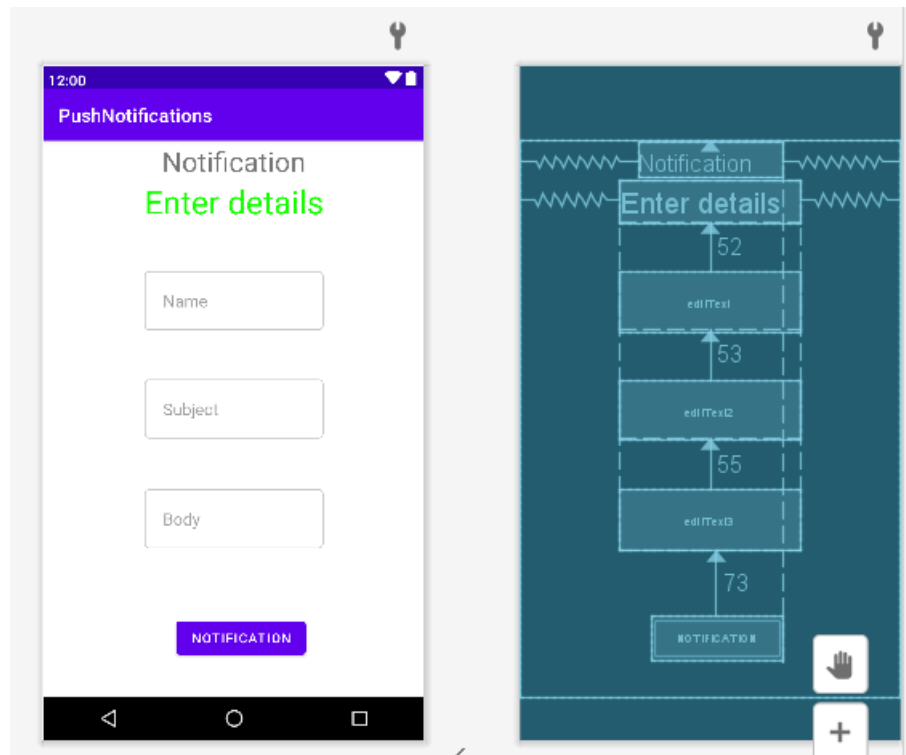 12:00
PushNotifications
Notification
Enter details
Name
Subject
Body
NOTIFICATION
Notification
Enter details
52
editText
53
editText2
55
editText3
73
NOTIFICATION
+